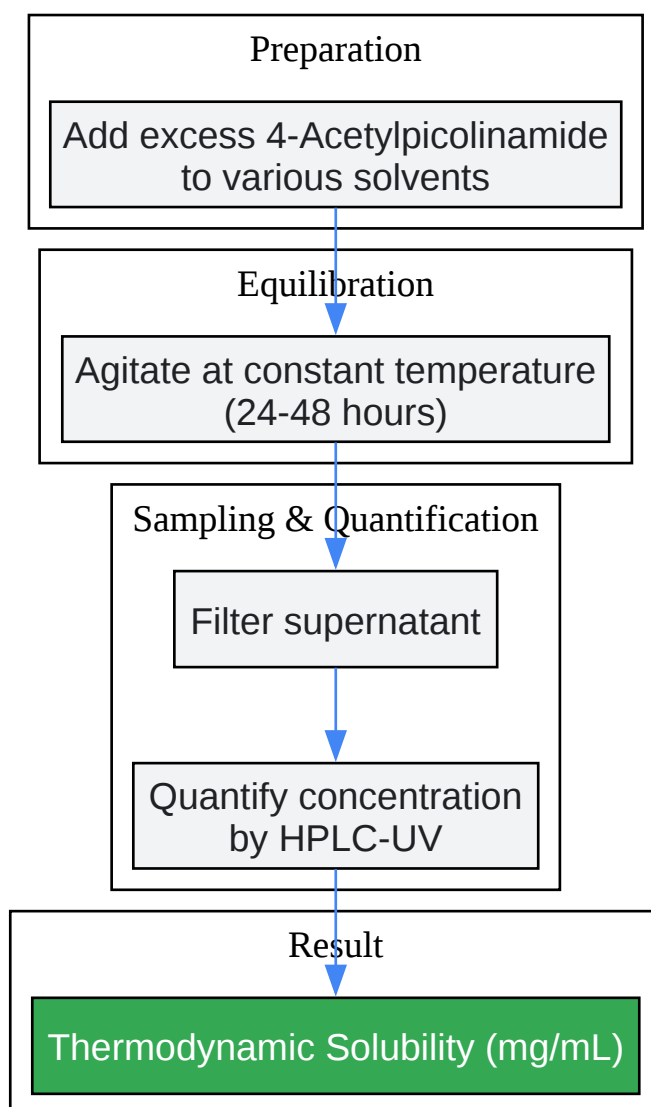 Preparation
Add excess 4-Acetylpicolinamide
to various solvents
Equilibration
Agitate at constant temperature
(24-48 hours)
Sampling & Quantification
Filter supernatant
Quantify concentration
by HPLC-UV
Result
Thermodynamic Solubility (mg/mL)